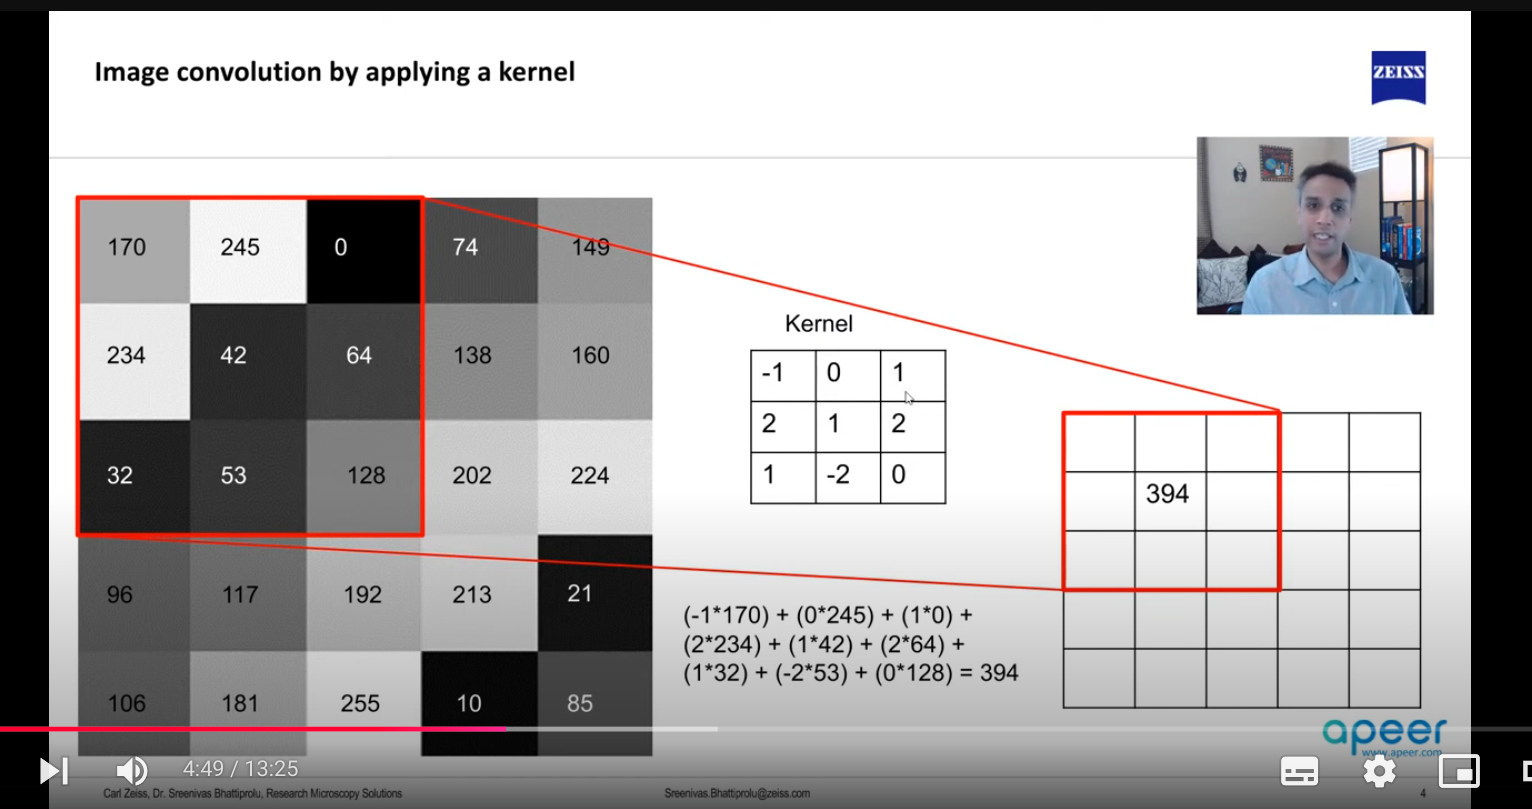 Image convolution by applying a kernel
ZEISS
170 245 0 74 149
234 42 64 138 160
32 53 128 202 224
96 117 192 213 21
106 181 255 10 85
Kernel
-1 0 1
2 1 2
1 -2 0
394
(-1*170) + (0*245) + (1*0) +
(2*234) + (1*42) + (2*64) +
(1*32) + (-2*53) + (0*128) = 394
apeer
www.apeer.com
4:49 / 13:25
Carl Zeiss, Dr. Sreenivas Bhattiprolu, Research Microscopy Solutions
Sreenivas.Bhattiprolu@zeiss.com
4